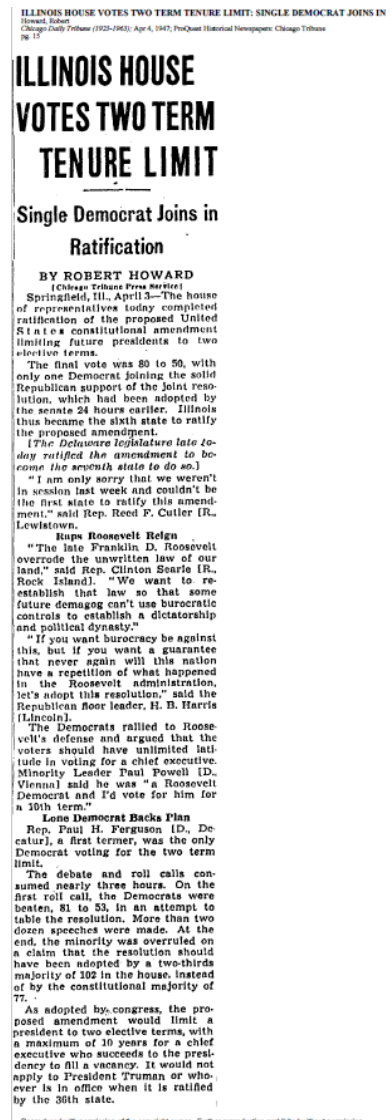 ILLINOIS HOUSE VOTES TWO TERM TENURE LIMIT: SINGLE DEMOCRAT JOINS IN
Howard, Robert
Chicago Daily Tribune (1923-1963); Apr 4, 1947; ProQuest Historical Newspapers: Chicago Tribune
pg. 15
ILLINOIS HOUSE
VOTES TWO TERM
TENURE LIMIT
Single Democrat Joins in
Ratification
BY ROBERT HOWARD
[Chicago Tribune Press Service]
Springfield, Ill., April 3—The house
of representatives today completed
ratification of the proposed United
States constitutional amendment
limiting future presidents to two
elective terms.
The final vote was 80 to 50, with
only one Democrat joining the solid
Republican support of the joint reso-
lution, which had been adopted by
the senate 24 hours earlier. Illinois
thus became the sixth state to ratify
the proposed amendment.
[The Delaware legislature late to-
day ratified the amendment to be-
come the seventh state to do so.]
"I am only sorry that we weren't
in session last week and couldn't be
the first state to ratify this amend-
ment," said Rep. Reed F. Cutler [R.,
Lewistown.
Raps Roosevelt Reign
"The late Franklin D. Roosevelt
overrode the unwritten law of our
land," said Rep. Clinton Searle [R.,
Rock Island]. "We want to re-
establish that law so that some
future demagog can't use burocratic
controls to establish a dictatorship
and political dynasty."
"If you want burocracy be against
this, but if you want a guarantee
that never again will this nation
have a repetition of what happened
in the Roosevelt administration,
let's adopt this resolution," said the
Republican floor leader, H. B. Harris
[Lincoln].
The Democrats rallied to Roose-
velt's defense and argued that the
voters should have unlimited lati-
tude in voting for a chief executive.
Minority Leader Paul Powell [D.,
Vienna] said he was "a Roosevelt
Democrat and I'd vote for him for
a 10th term."
Lone Democrat Backs Plan
Rep. Paul H. Ferguson [D., De-
catur], a first termer, was the only
Democrat voting for the two term
limit.
The debate and roll calls con-
sumed nearly three hours. On the
first roll call, the Democrats were
beaten, 81 to 53, in an attempt to
table the resolution. More than two
dozen speeches were made. At the
end, the minority was overruled on
a claim that the resolution should
have been adopted by a two-thirds
majority of 102 in the house, instead
of by the constitutional majority of
77.
As adopted by congress, the pro-
posed amendment would limit a
president to two elective terms, with
a maximum of 10 years for a chief
executive who succeeds to the presi-
dency to fill a vacancy. It would not
apply to President Truman or who-
ever is in office when it is ratified
by the 36th state.